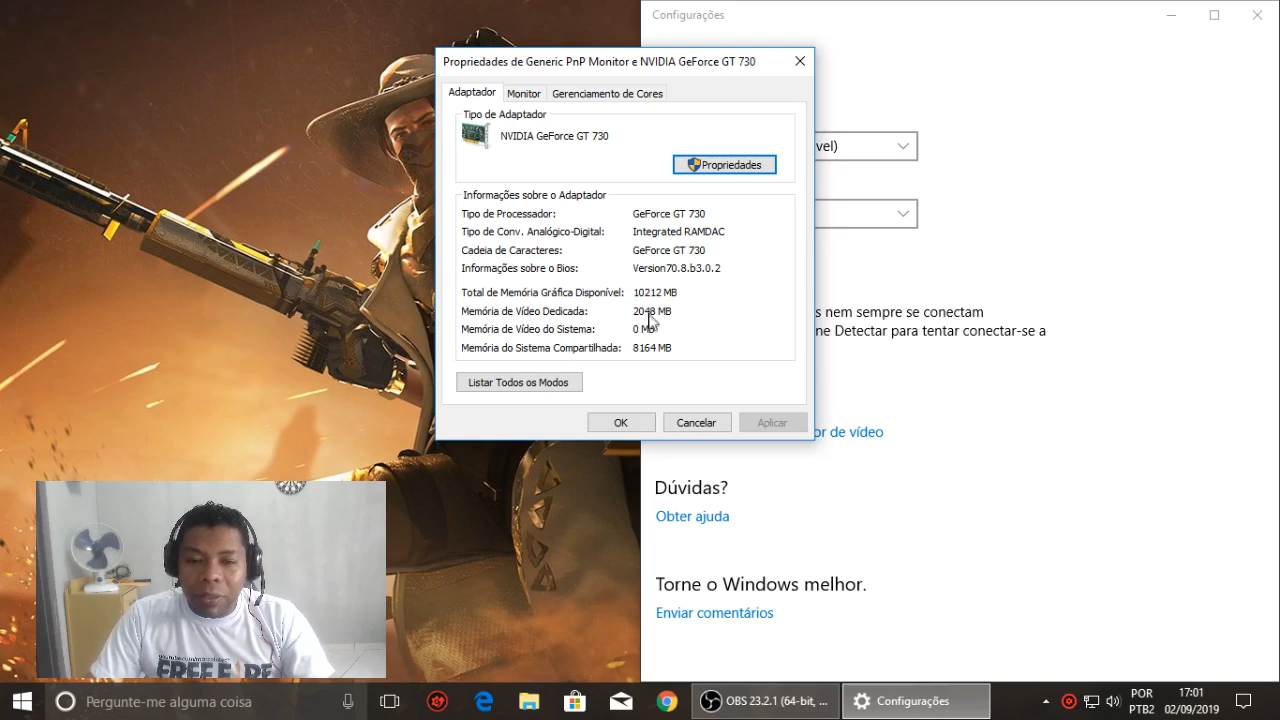 Configurações
Propriedades de Generic PnP Monitor e NVIDIA GeForce GT 730
Adaptador
Monitor
Gerenciamento de Cores
Tipo de Adaptador
NVIDIA GeForce GT 730
Propriedades
Informações sobre o Adaptador
Tipo de Processador: GeForce GT 730
Tipo de Conv. Analógico-Digital: Integrated RAMDAC
Cadeia de Caracteres: GeForce GT 730
Informações sobre o Bios: Version70.8.b3.0.2
Total de Memória Gráfica Disponível: 10212 MB
Memória de Vídeo Dedicada: 2048 MB
Memória de Vídeo do Sistema: 0 MB
Memória do Sistema Compartilhada: 8164 MB
Listar Todos os Modos
OK
Cancelar
Aplicar
vel)
s nem sempre se conectam
ne Detectar para tentar conectar-se a
or de vídeo
Dúvidas?
Obter ajuda
Torne o Windows melhor.
Enviar comentários
FREE FIRE
Pergunte-me alguma coisa
OBS 23.2.1 (64-bit, ...
Configurações
POR
PTB2
17:01
02/09/2019